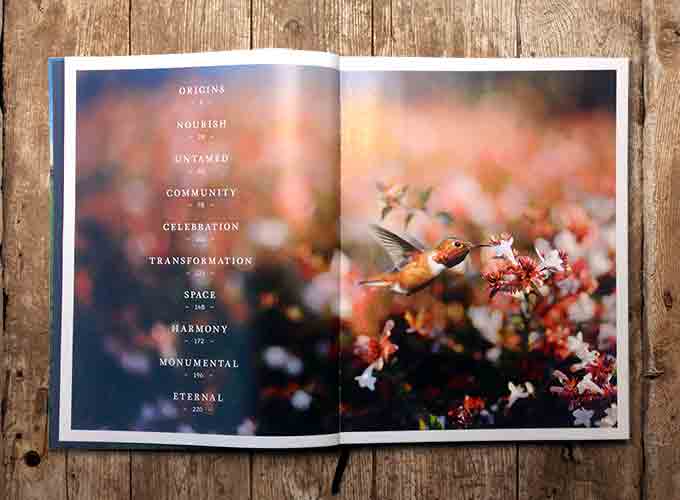 ORIGINS
NOURISH
UNTAMED
COMMUNITY
- 98 -
CELEBRATION
TRANSFORMATION
SPACE
- 148 -
HARMONY
- 172 -
MONUMENTAL
- 196 -
ETERNAL
- 220 -